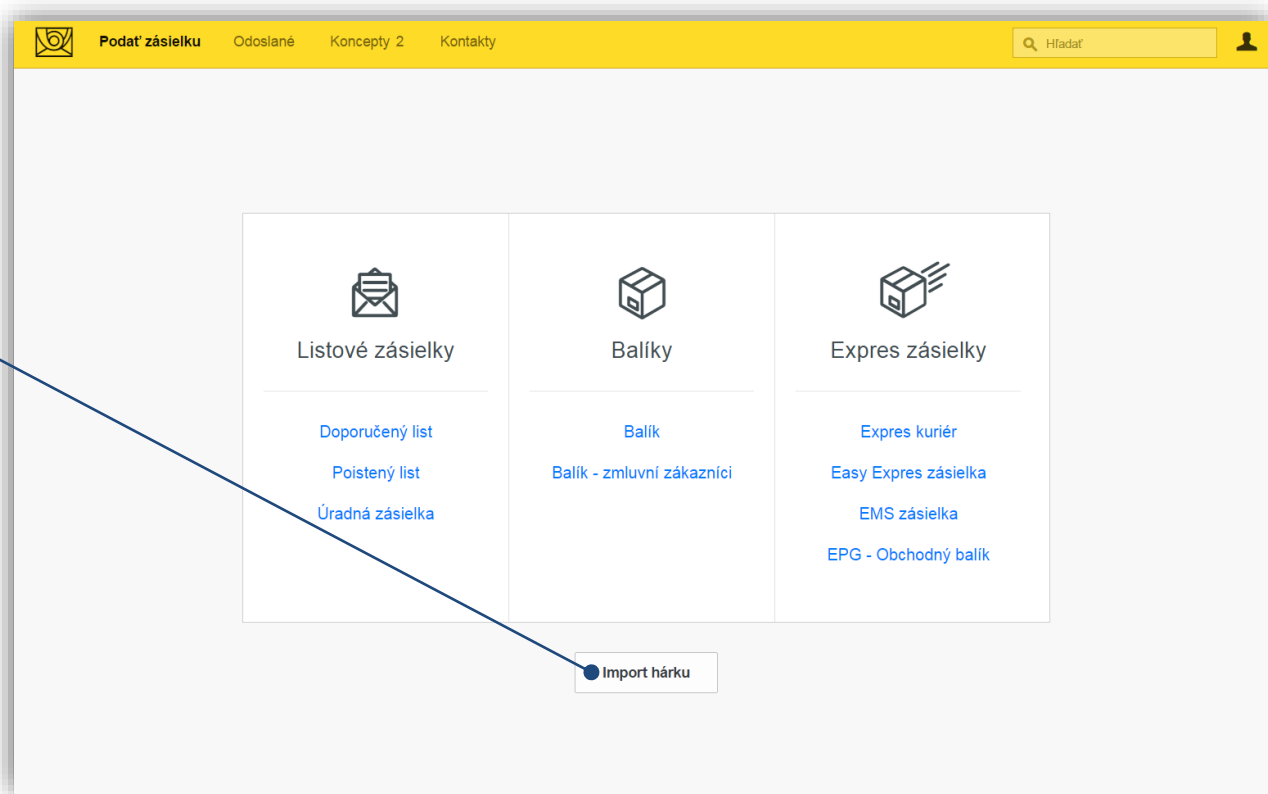 Podať zásielku Odoslané Koncepty 2 Kontakty Hľadať
Listové zásielky
Doporučený list
Poistený list
Úradná zásielka
Balíky
Balík
Balík - zmluvní zákazníci
Expres zásielky
Expres kuriér
Easy Expres zásielka
EMS zásielka
EPG - Obchodný balík
Import hárku